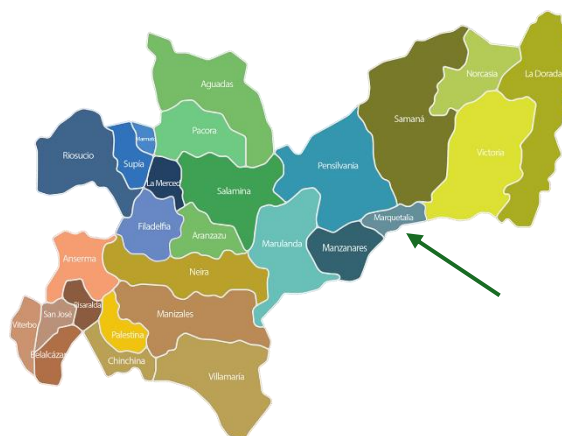 Aguadas
Norcasia
La Dorada
Pacora
Samaná
Riosucio
Supía
Pensilvania
Victoria
La Merced
Salamina
Marquetalia
Filadelfia
Aranzazu
Marulanda
Manzanares
Anserma
Neira
Risaralda
Viterbo
San José
Manizales
Palestina
Belalcázar
Chinchina
Villamaría